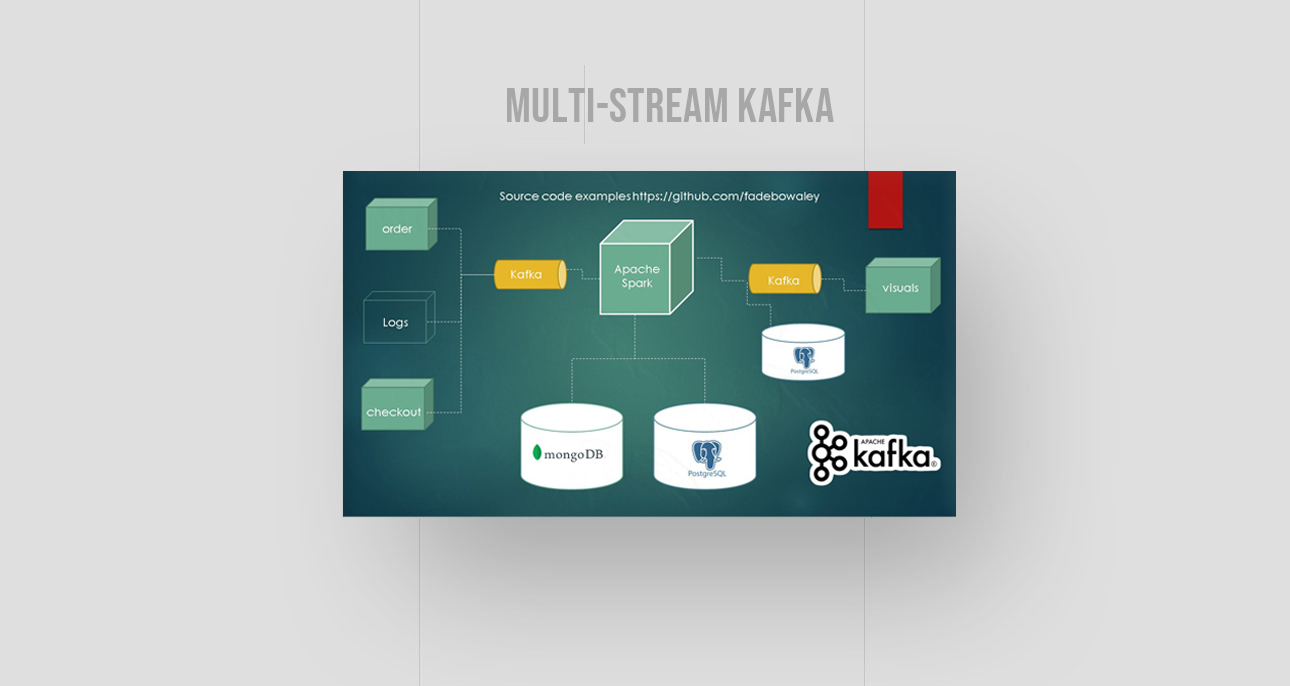 MULTI-STREAM KAFKA
Source code examples https://github.com/fadebowaley
order
Kafka
Apache
Spark
Kafka
visuals
Logs
PostgreSQL
checkout
mongoDB
PostgreSQL
APACHE
kafka®